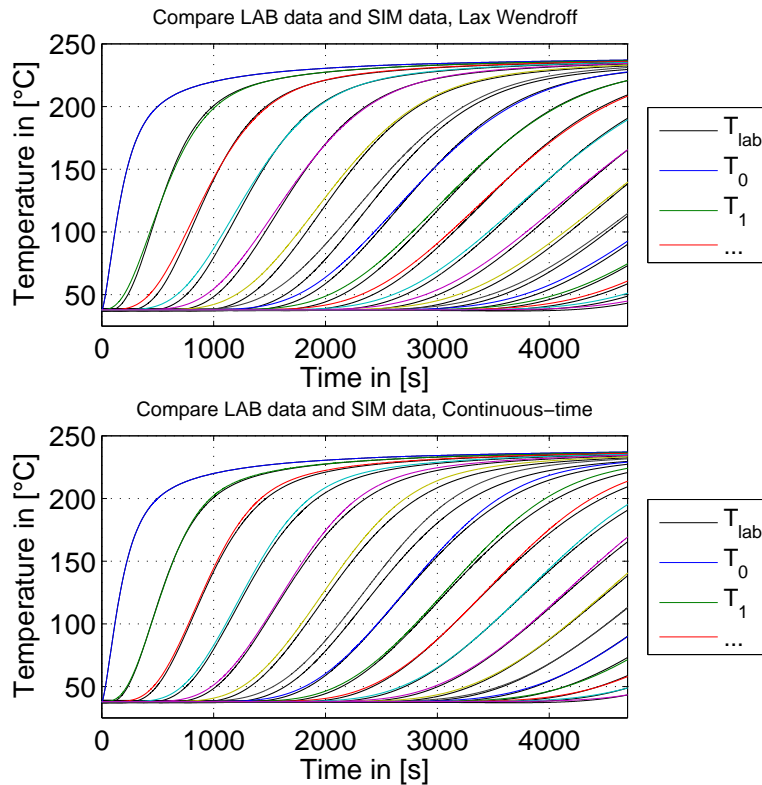 Compare LAB data and SIM data, Lax Wendroff
250
200
150
100
50
0 1000 2000 3000 4000
Temperature in [°C]
Time in [s]
T_lab
T_0
T_1
...
Compare LAB data and SIM data, Continuous−time
250
200
150
100
50
0 1000 2000 3000 4000
Temperature in [°C]
Time in [s]
T_lab
T_0
T_1
...